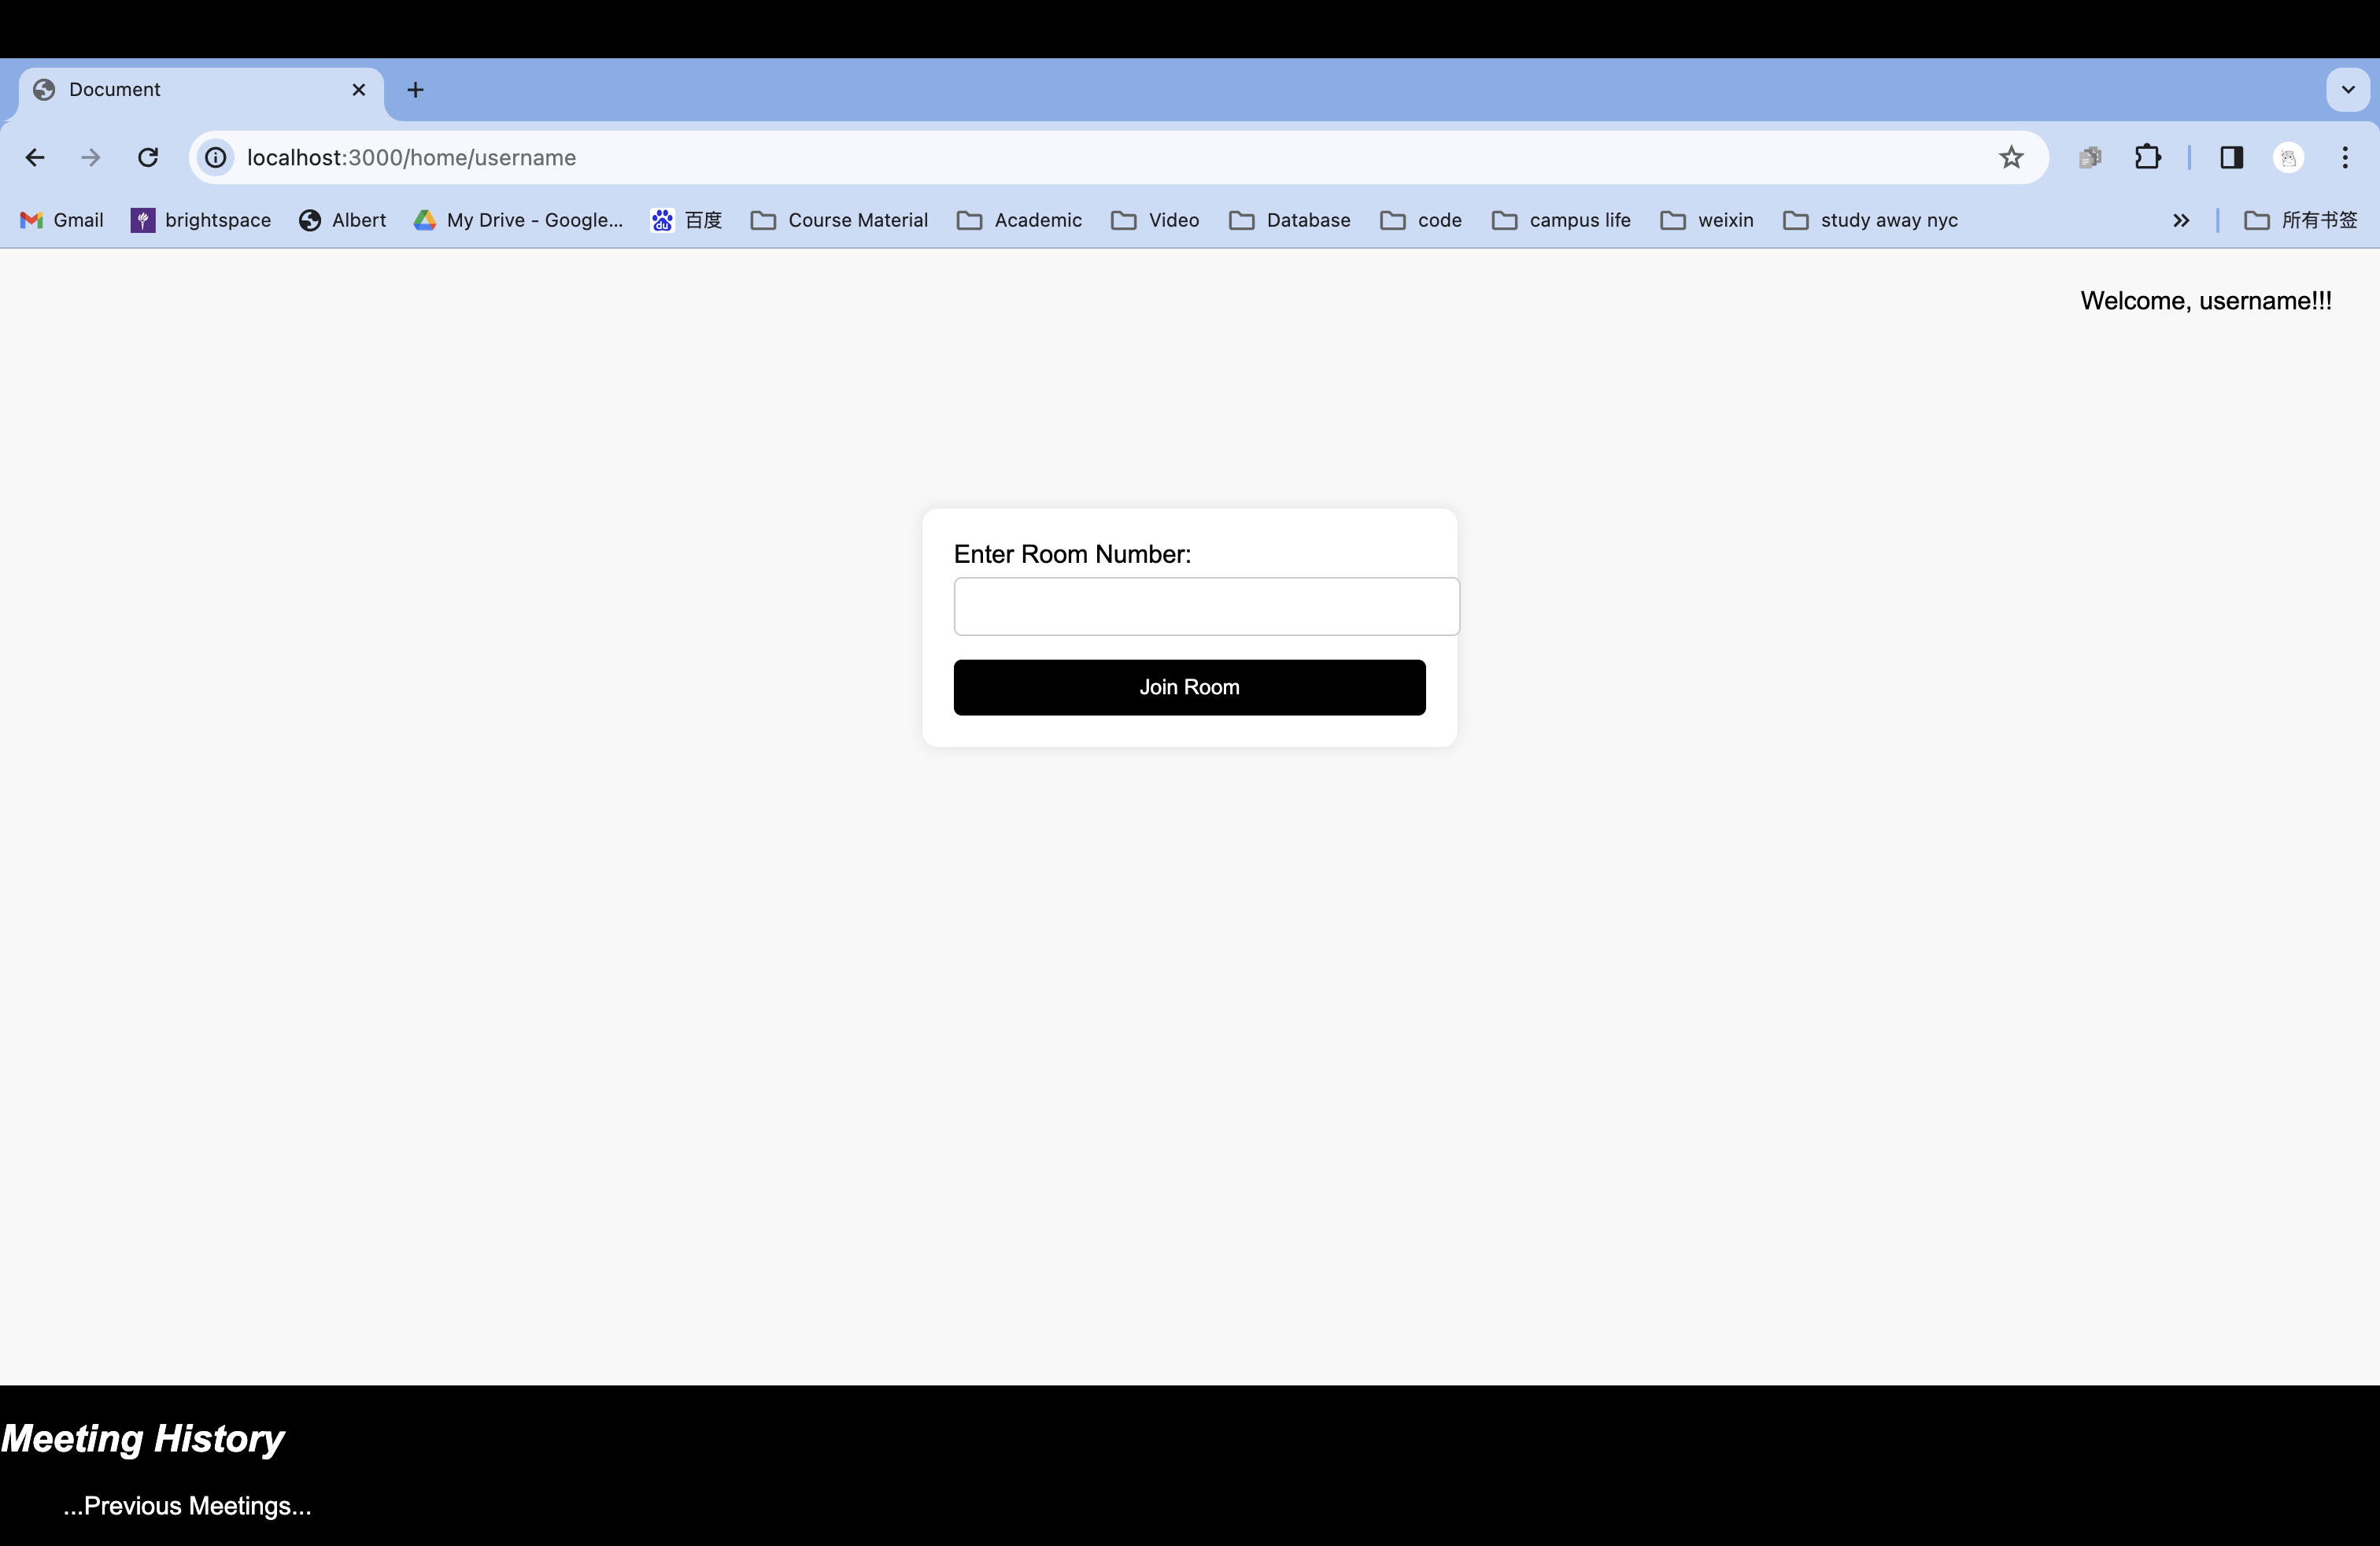 Document
localhost:3000/home/username
Gmail brightspace Albert My Drive - Google... 百度 Course Material Academic Video Database code campus life weixin study away nyc 所有书签
Welcome, username!!!
Enter Room Number:
Join Room
Meeting History
...Previous Meetings...